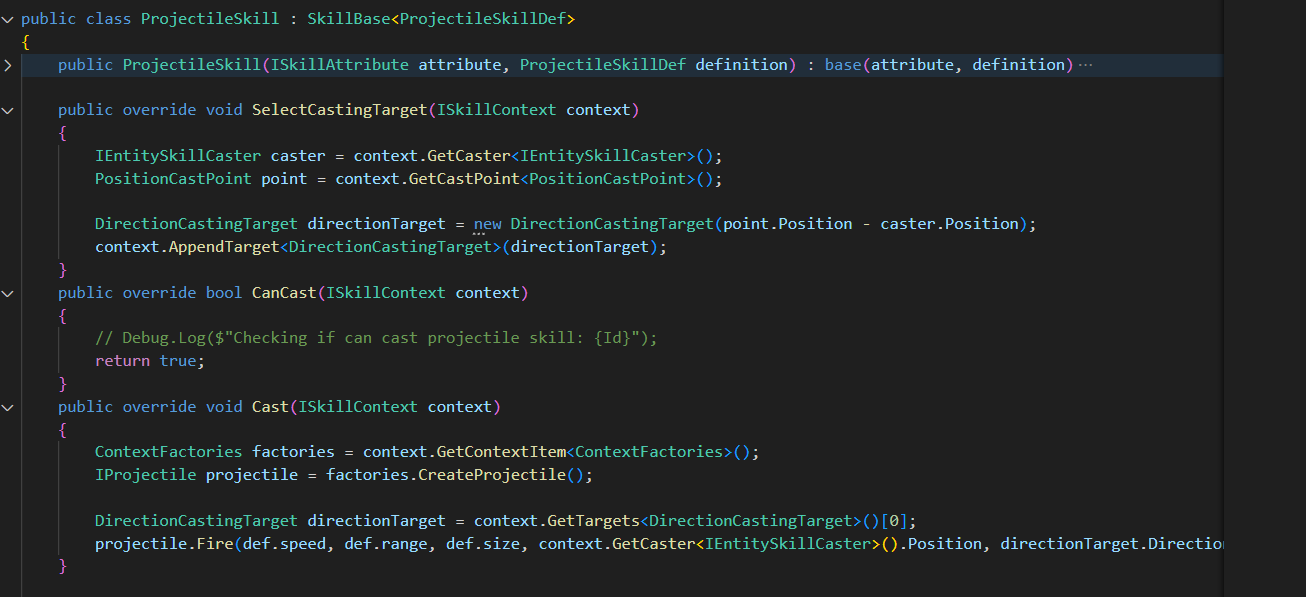 public class ProjectileSkill : SkillBase<ProjectileSkillDef>
{
public ProjectileSkill(ISkillAttribute attribute, ProjectileSkillDef definition) : base(attribute, definition) ...
public override void SelectCastingTarget(ISkillContext context)
{
IEntitySkillCaster caster = context.GetCaster<IEntitySkillCaster>();
PositionCastPoint point = context.GetCastPoint<PositionCastPoint>();
DirectionCastingTarget directionTarget = new DirectionCastingTarget(point.Position - caster.Position);
context.AppendTarget<DirectionCastingTarget>(directionTarget);
}
public override bool CanCast(ISkillContext context)
{
// Debug.Log($"Checking if can cast projectile skill: {Id}");
return true;
}
public override void Cast(ISkillContext context)
{
ContextFactories factories = context.GetContextItem<ContextFactories>();
IProjectile projectile = factories.CreateProjectile();
DirectionCastingTarget directionTarget = context.GetTargets<DirectionCastingTarget>()[0];
projectile.Fire(def.speed, def.range, def.size, context.GetCaster<IEntitySkillCaster>().Position, directionTarget.Directio
}